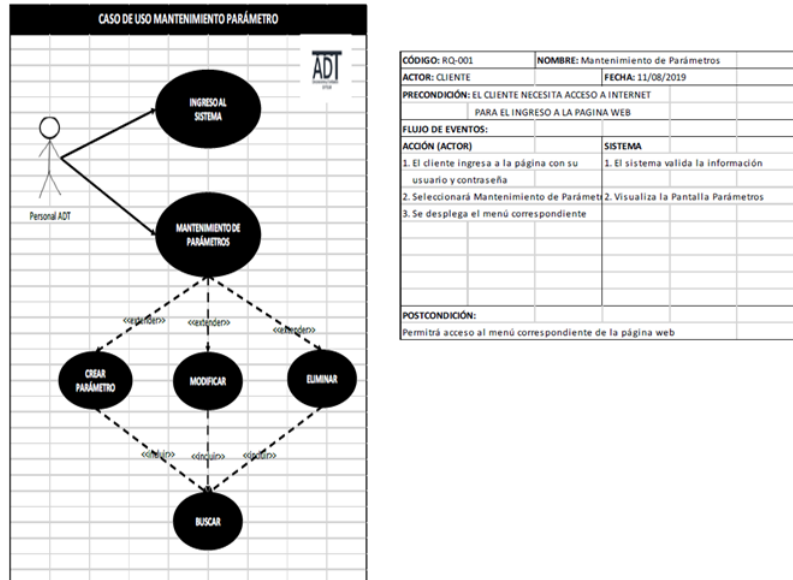 CASO DE USO MANTENIMIENTO PARÁMETRO
ADT
INGRESO AL
SISTEMA
Personal ADT
MANTENIMIENTO DE
PARÁMETROS
<<extender>>
<<extender>>
<<extender>>
CREAR
PARÁMETRO
MODIFICAR
ELIMINAR
<<incluir>>
<<incluir>>
<<incluir>>
BUSCAR
CÓDIGO: RQ-001 NOMBRE: Mantenimiento de Parámetros
ACTOR: CLIENTE FECHA: 11/08/2019
PRECONDICIÓN: EL CLIENTE NECESITA ACCESO A INTERNET
PARA EL INGRESO A LA PAGINA WEB
FLUJO DE EVENTOS:
ACCIÓN (ACTOR) SISTEMA
1. El cliente ingresa a la página con su 1. El sistema valida la información
usuario y contraseña
2. Seleccionará Mantenimiento de Parámet 2. Visualiza la Pantalla Parámetros
3. Se desplega el menú correspondiente
POSTCONDICIÓN:
Permitrá acceso al menú correspondiente de la página web